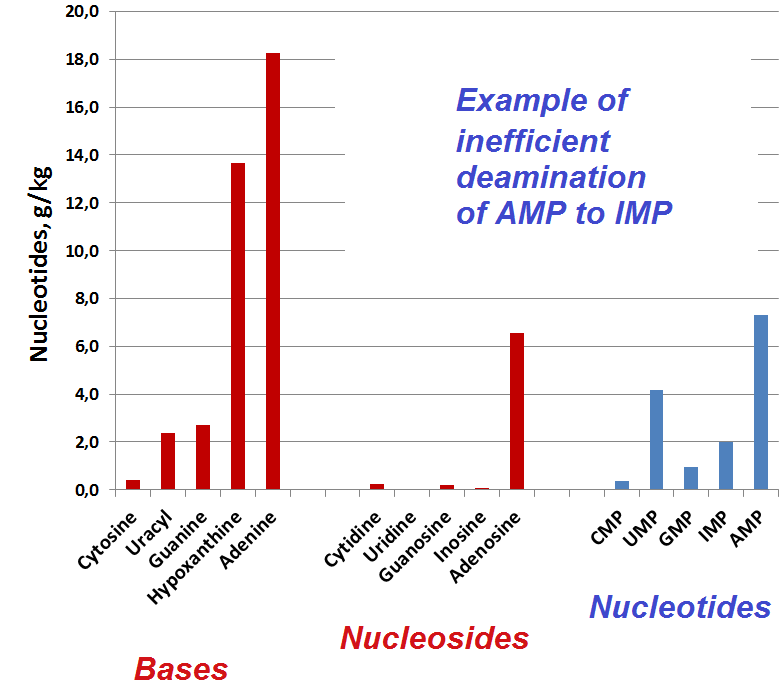 20,0
18,0
16,0
14,0
12,0
10,0
8,0
6,0
4,0
2,0
0,0
Nucleotides, g/kg
Example of
inefficient
deamination
of AMP to IMP
Cytosine
Uracyl
Guanine
Hypoxanthine
Adenine
Cytidine
Uridine
Guanosine
Inosine
Adenosine
CMP
UMP
GMP
IMP
AMP
Bases
Nucleosides
Nucleotides